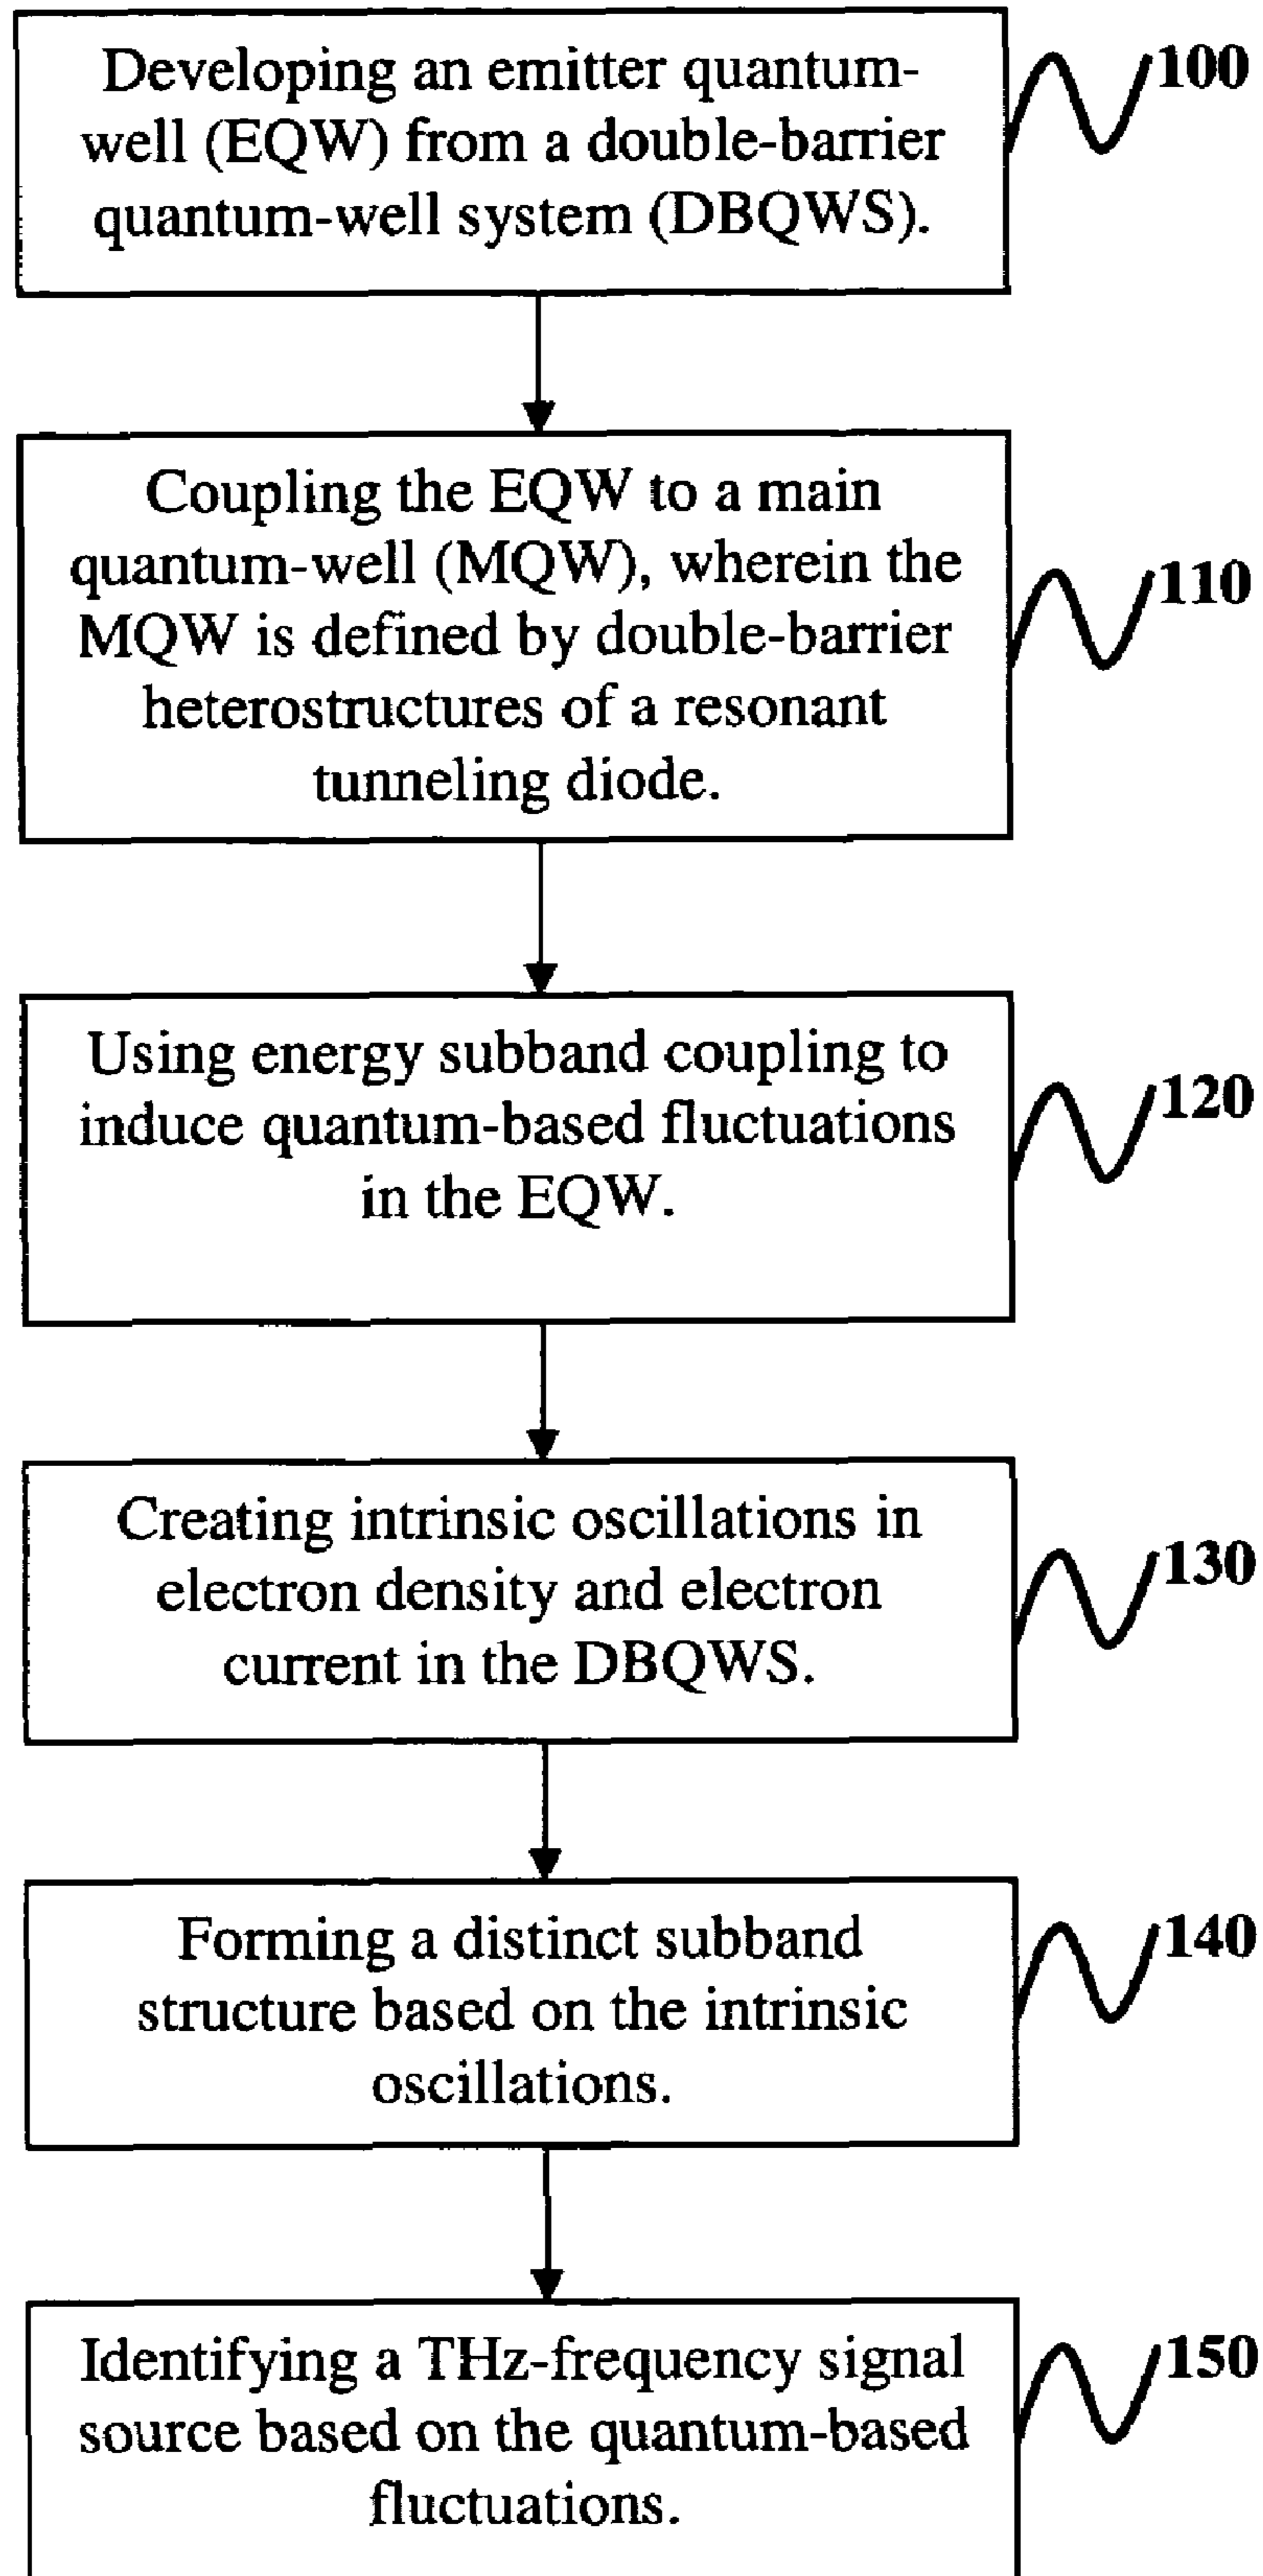 Developing an emitter quantum-
well (EQW) from a double-barrier
quantum-well system (DBQWS).
100
Coupling the EQW to a main
quantum-well (MQW), wherein the
MQW is defined by double-barrier
heterostructures of a resonant
tunneling diode.
110
Using energy subband coupling to
induce quantum-based fluctuations
in the EQW.
120
Creating intrinsic oscillations in
electron density and electron
current in the DBQWS.
130
Forming a distinct subband
structure based on the intrinsic
oscillations.
140
Identifying a THz-frequency signal
source based on the quantum-based
fluctuations.
150